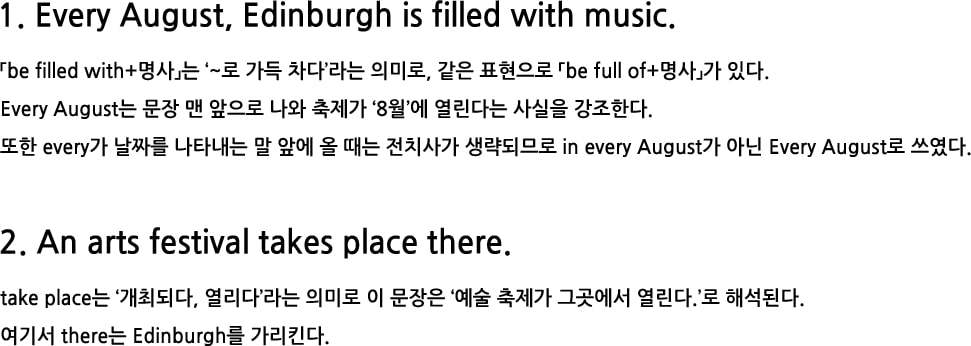 1. Every August, Edinburgh is filled with music.
「be filled with+명사」는 ‘~로 가득 차다’라는 의미로, 같은 표현으로 「be full of+명사」가 있다.
Every August는 문장 맨 앞으로 나와 축제가 ‘8월’에 열린다는 사실을 강조한다.
또한 every가 날짜를 나타내는 말 앞에 올 때는 전치사가 생략되므로 in every August가 아닌 Every August로 쓰였다.
2. An arts festival takes place there.
take place는 ‘개최되다, 열리다’라는 의미로 이 문장은 ‘예술 축제가 그곳에서 열린다.’로 해석된다.
여기서 there는 Edinburgh를 가리킨다.